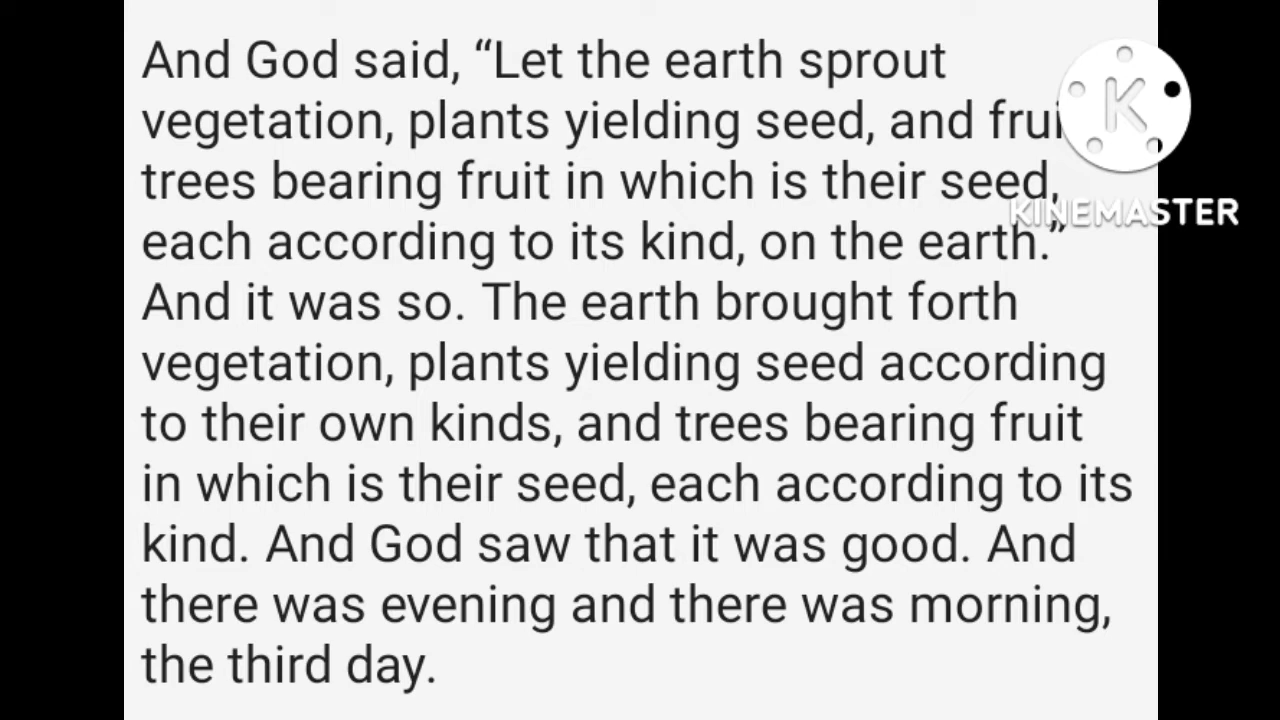 And God said, “Let the earth sprout
vegetation, plants yielding seed, and
trees bearing fruit in which is their seed,
each according to its kind, on the earth.”
And it was so. The earth brought forth
vegetation, plants yielding seed according
to their own kinds, and trees bearing fruit
in which is their seed, each according to its
kind. And God saw that it was good. And
there was evening and there was morning,
the third day.
K
KINEMASTER